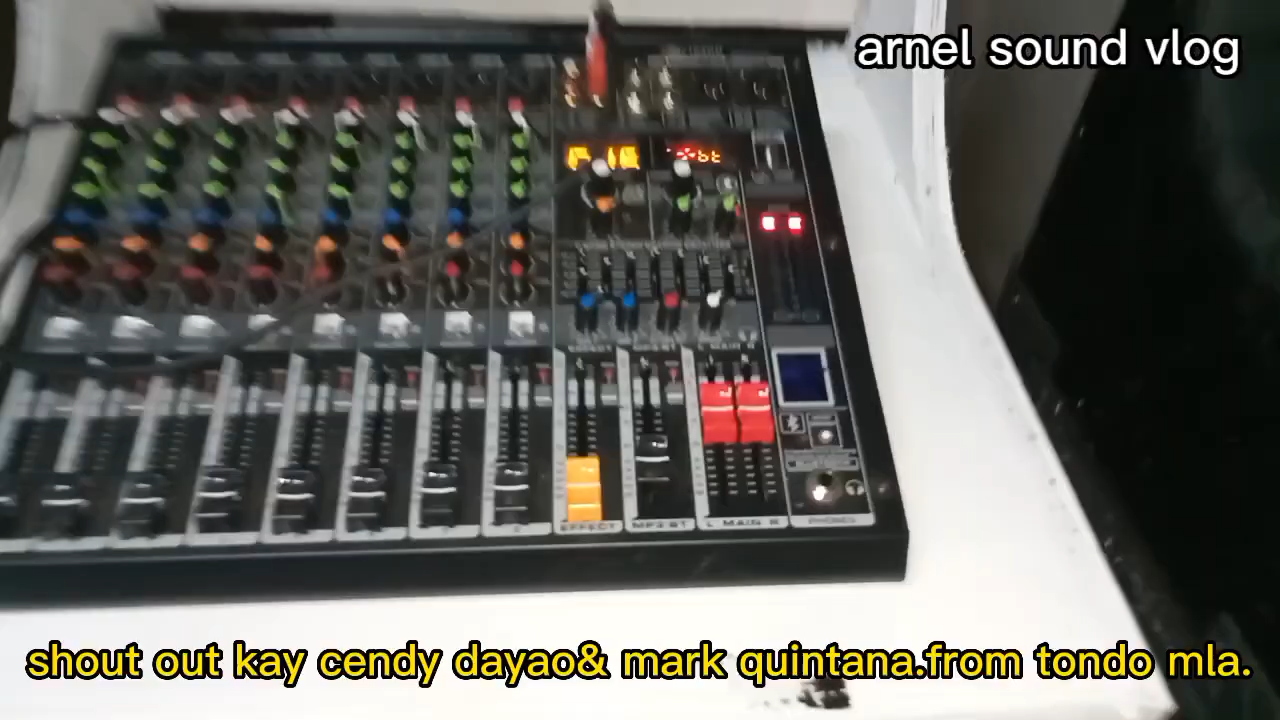 arnel sound vlog
EFFECT
L MAIN R
PHONES
shout out kay cendy dayao& mark quintana.from tondo mla.